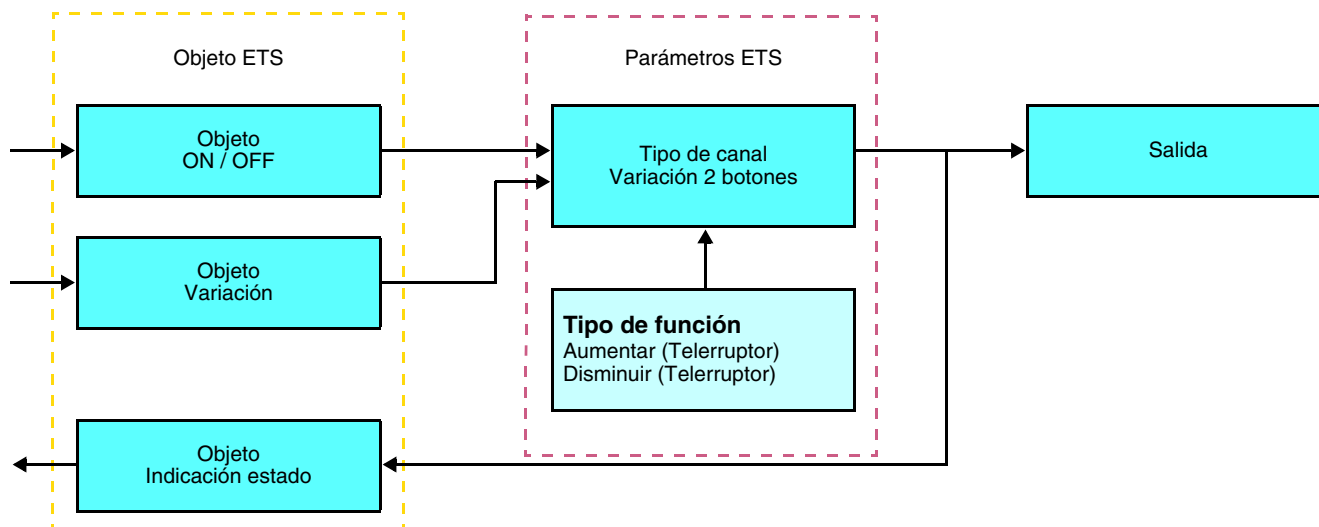 Objeto ETS
Parámetros ETS
Objeto
ON / OFF
Tipo de canal
Variación 2 botones
Salida
Objeto
Variación
Tipo de función
Aumentar (Telerruptor)
Disminuir (Telerruptor)
Objeto
Indicación estado